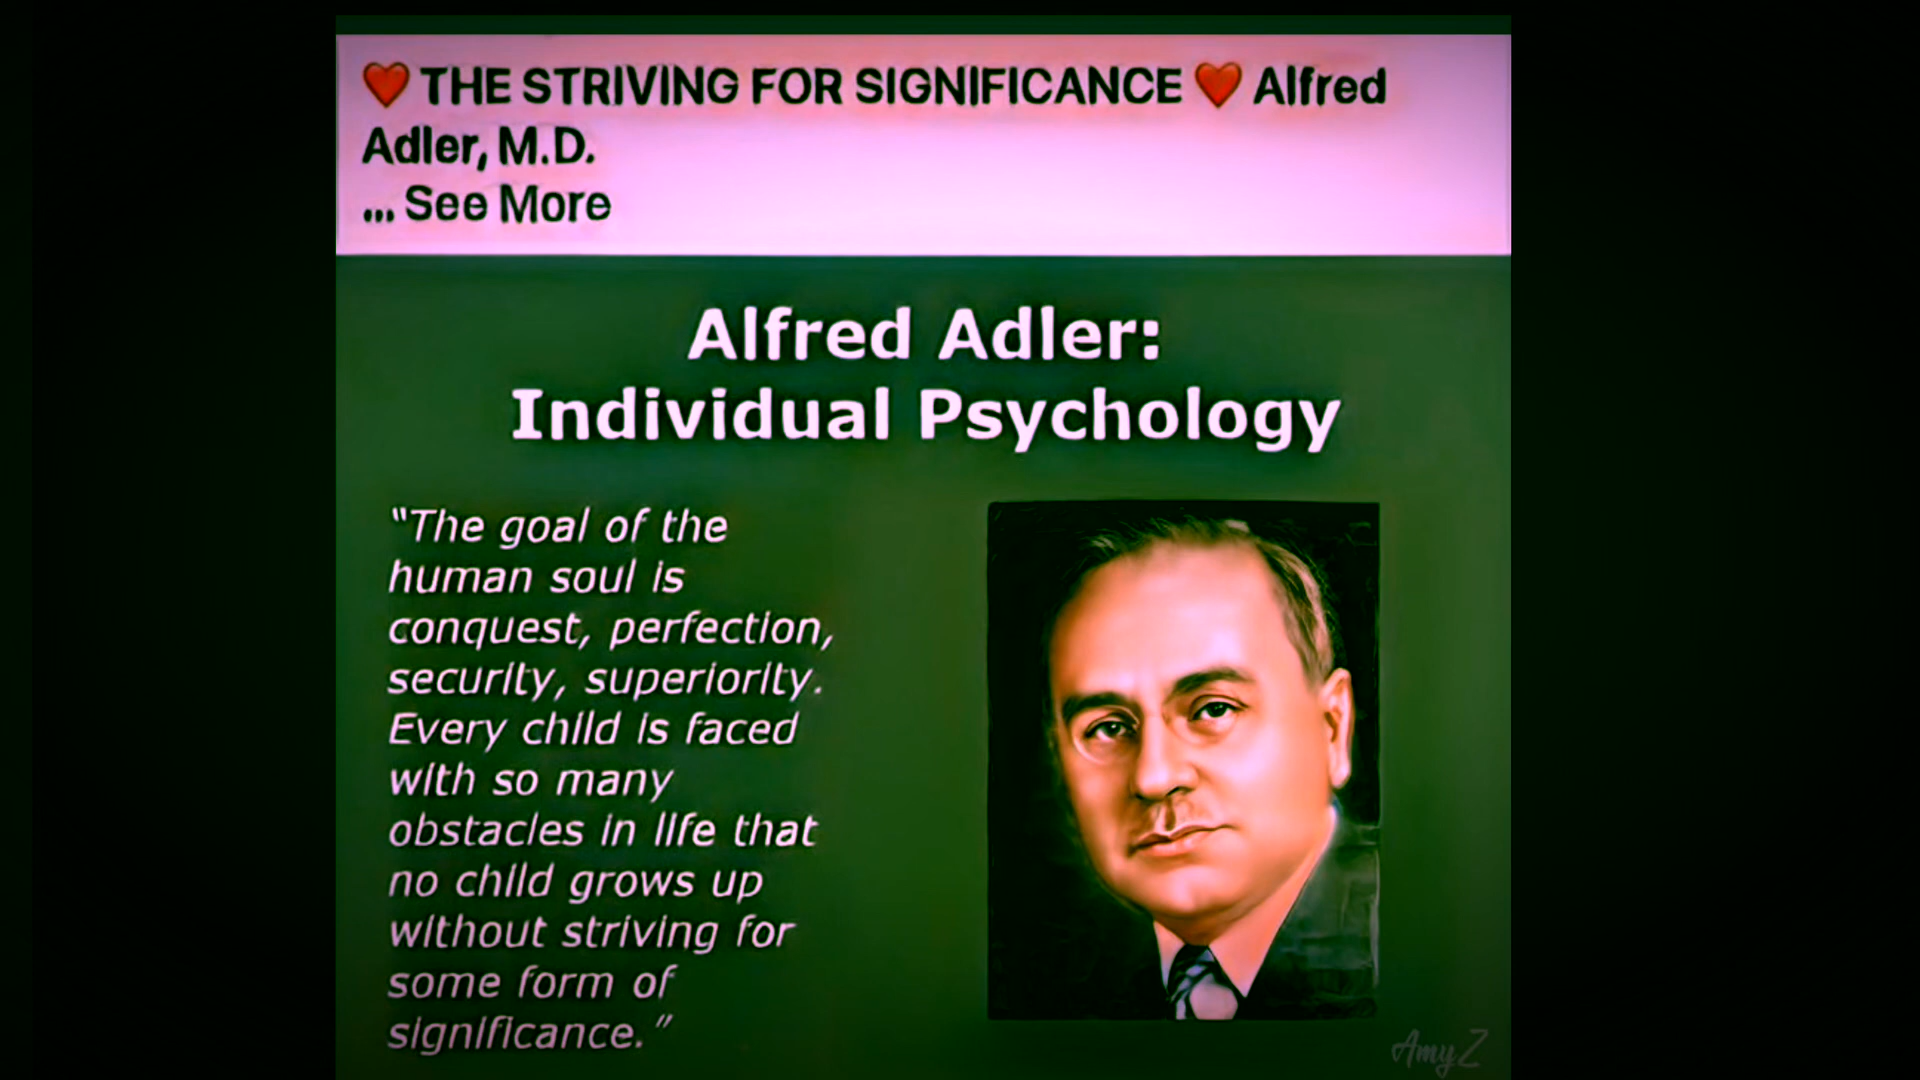 ❤️ THE STRIVING FOR SIGNIFICANCE ❤️ Alfred
Adler, M.D.
... See More
Alfred Adler:
Individual Psychology
“The goal of the
human soul is
conquest, perfection,
security, superiority.
Every child is faced
with so many
obstacles in life that
no child grows up
without striving for
some form of
significance.”
AmyZ